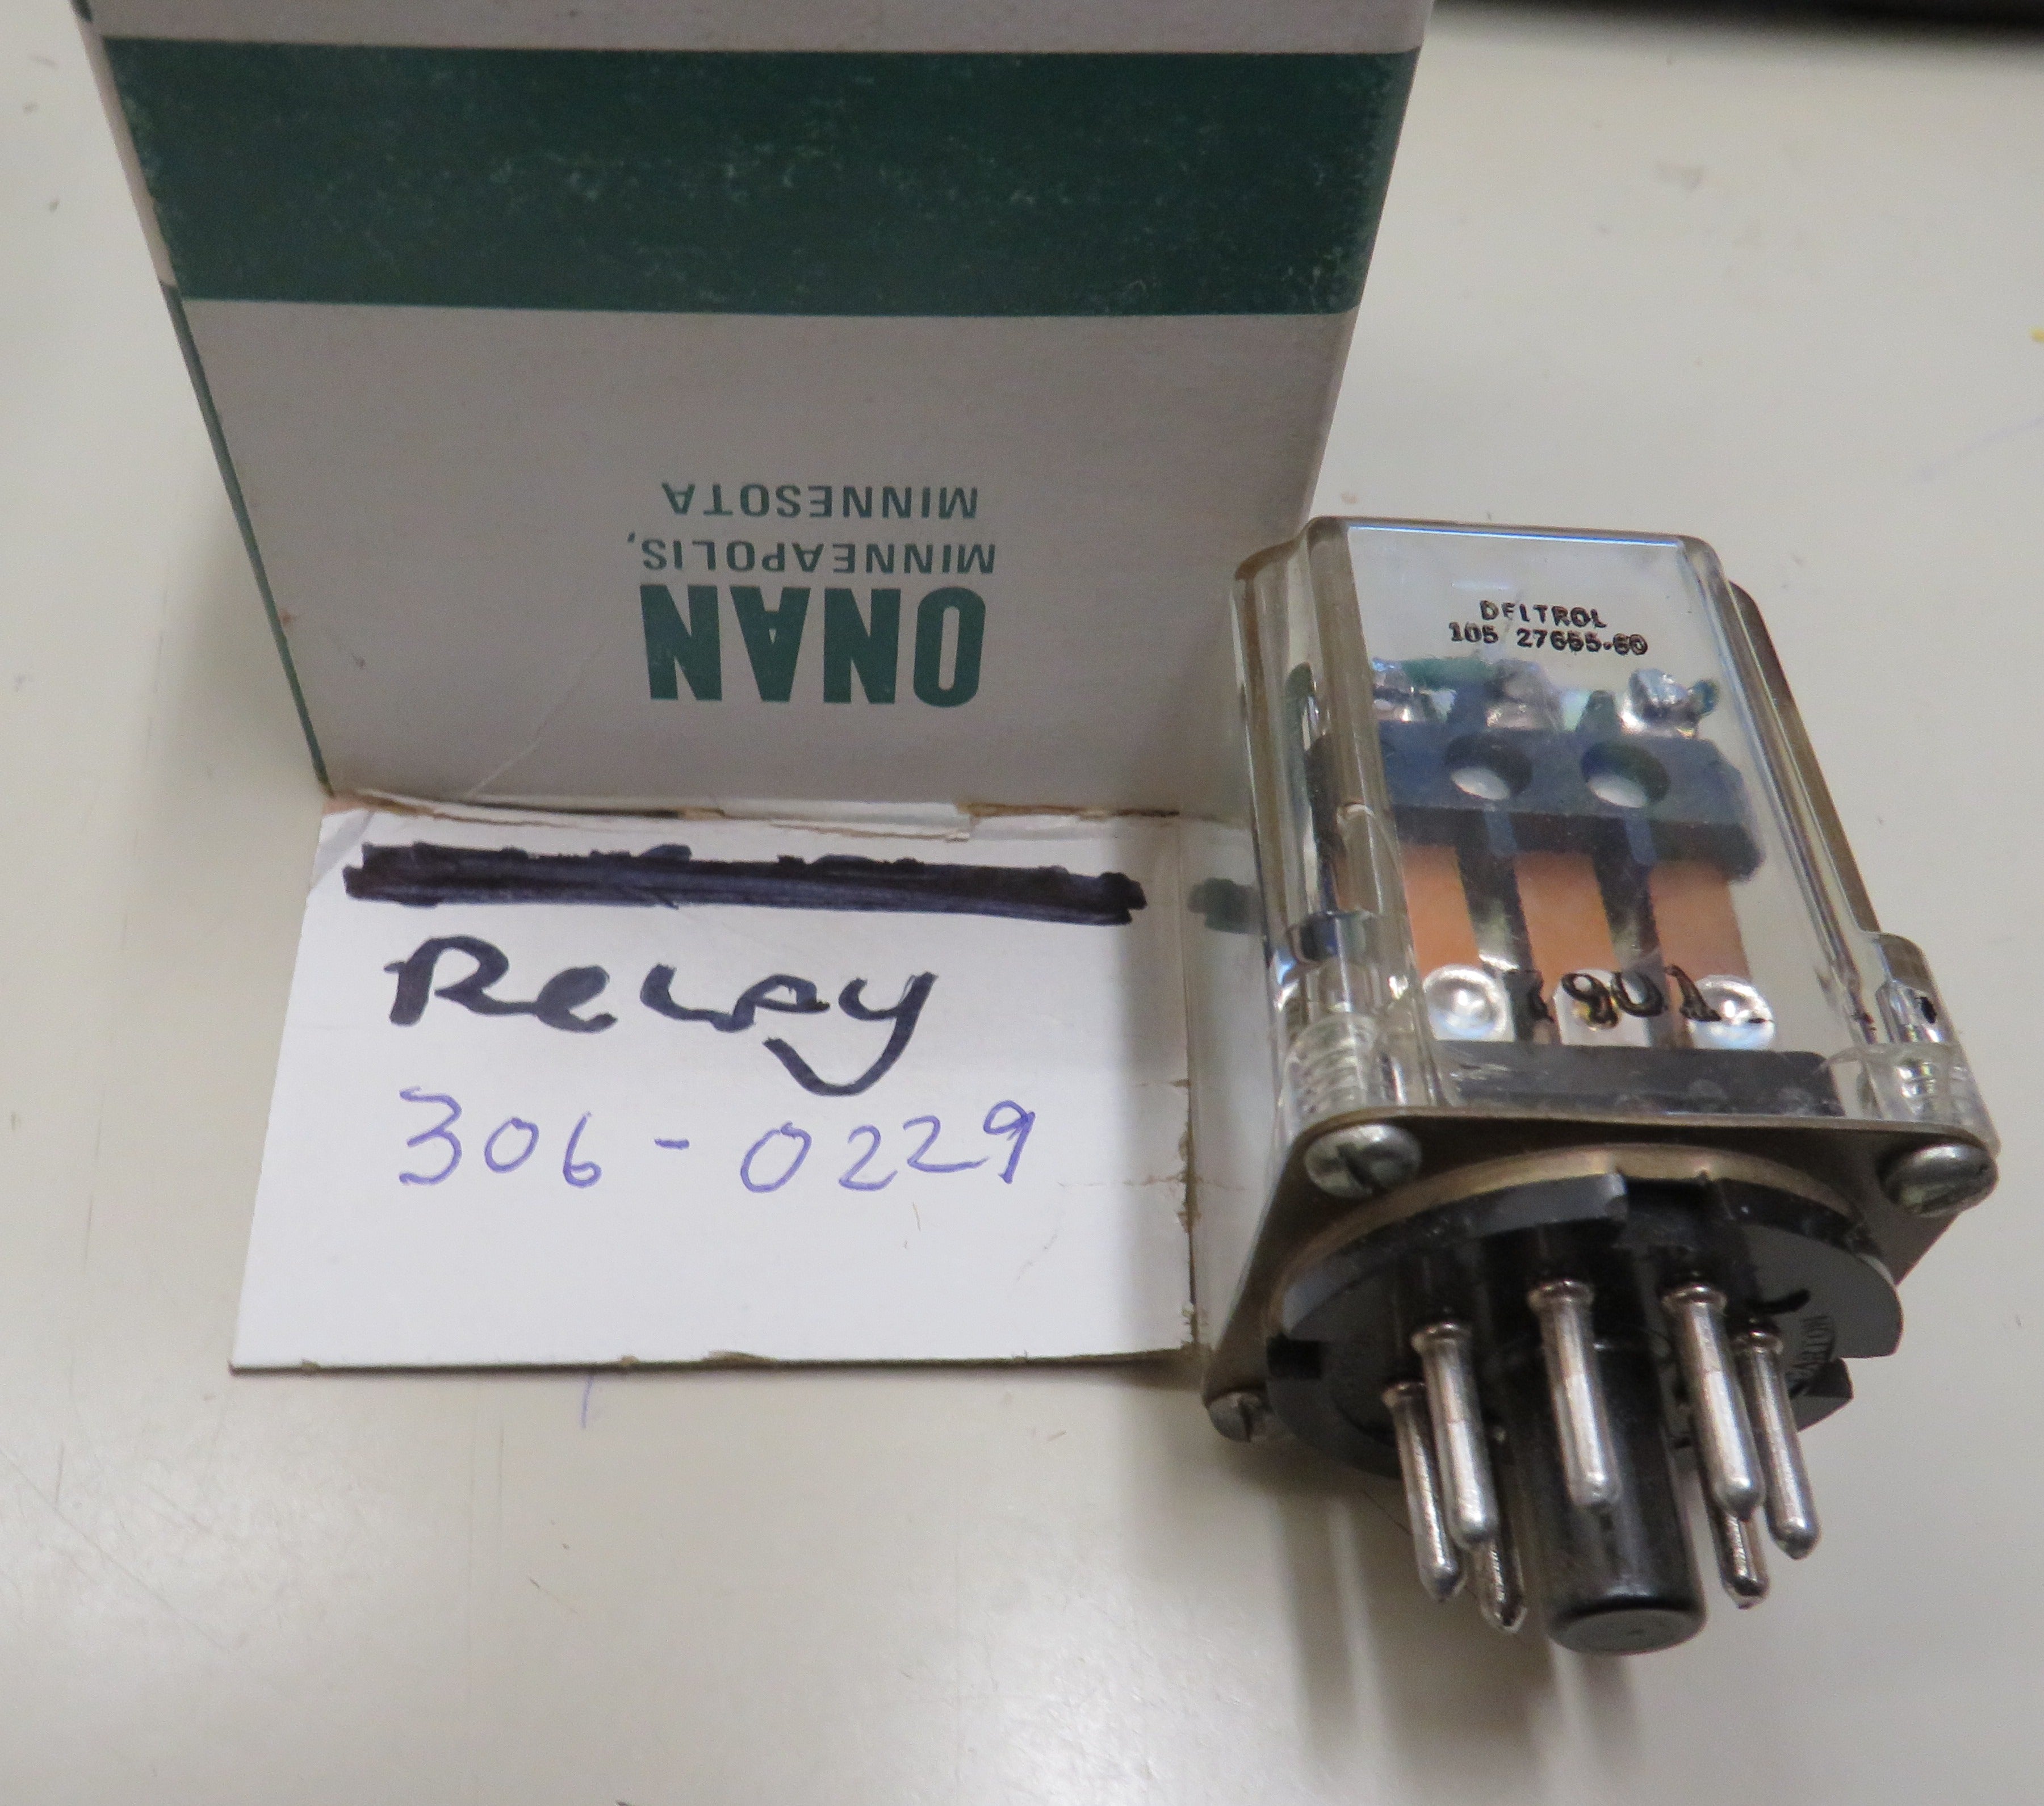 ONAN
MINNEAPOLIS,
MINNESOTA
Relay
306-0229
DELTROL
105 27655-60